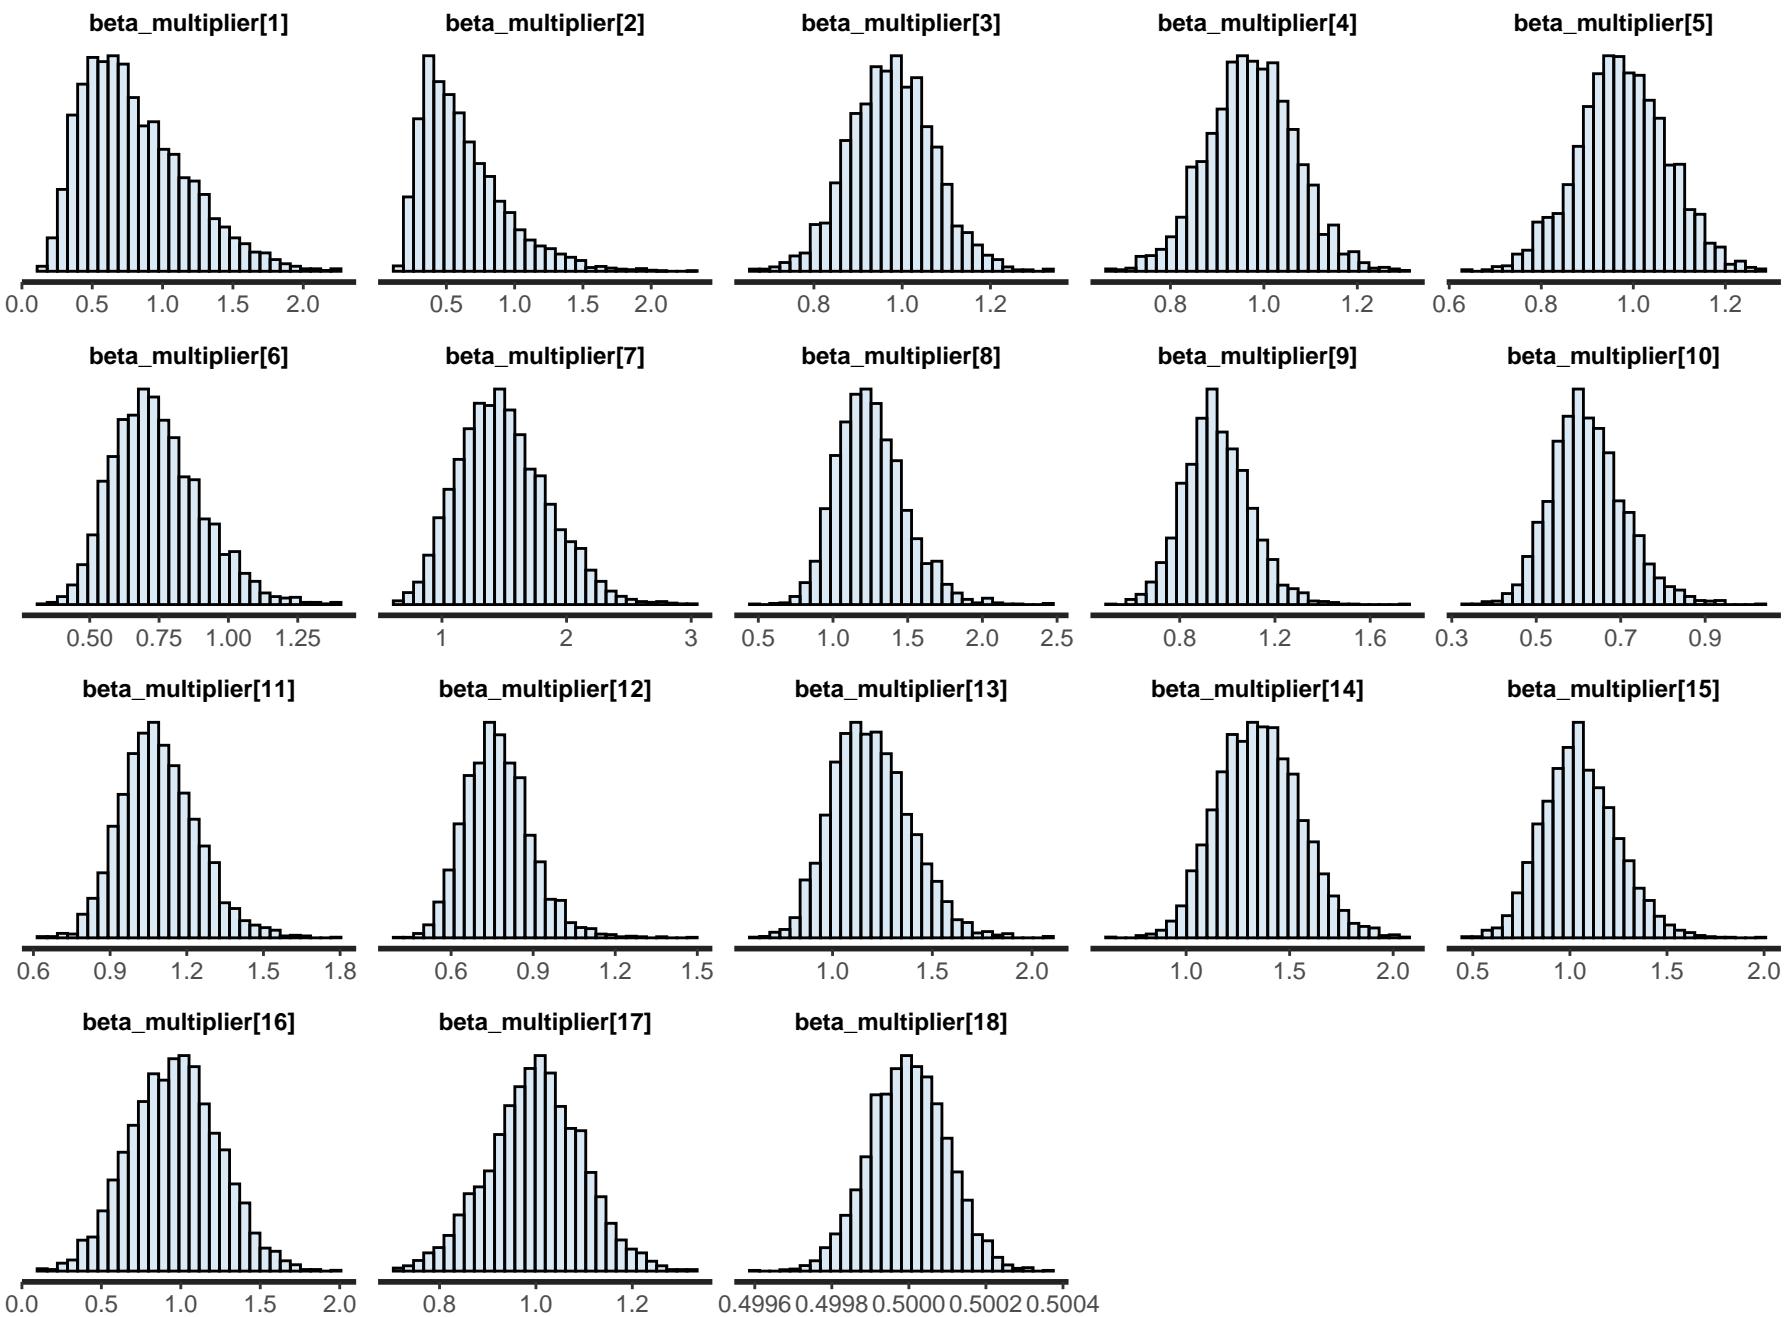 beta_multiplier[1] beta_multiplier[2] beta_multiplier[3] beta_multiplier[4] beta_multiplier[5]
0.0 0.5 1.0 1.5 2.0 0.5 1.0 1.5 2.0 0.8 1.0 1.2 0.8 1.0 1.2 0.6 0.8 1.0 1.2
beta_multiplier[6] beta_multiplier[7] beta_multiplier[8] beta_multiplier[9] beta_multiplier[10]
0.50 0.75 1.00 1.25 1 2 3 0.5 1.0 1.5 2.0 2.5 0.8 1.2 1.6 0.3 0.5 0.7 0.9
beta_multiplier[11] beta_multiplier[12] beta_multiplier[13] beta_multiplier[14] beta_multiplier[15]
0.6 0.9 1.2 1.5 1.8 0.6 0.9 1.2 1.5 1.0 1.5 2.0 1.0 1.5 2.0 0.5 1.0 1.5 2.0
beta_multiplier[16] beta_multiplier[17] beta_multiplier[18]
0.0 0.5 1.0 1.5 2.0 0.8 1.0 1.2 0.4996 0.4998 0.5000 0.5002 0.5004